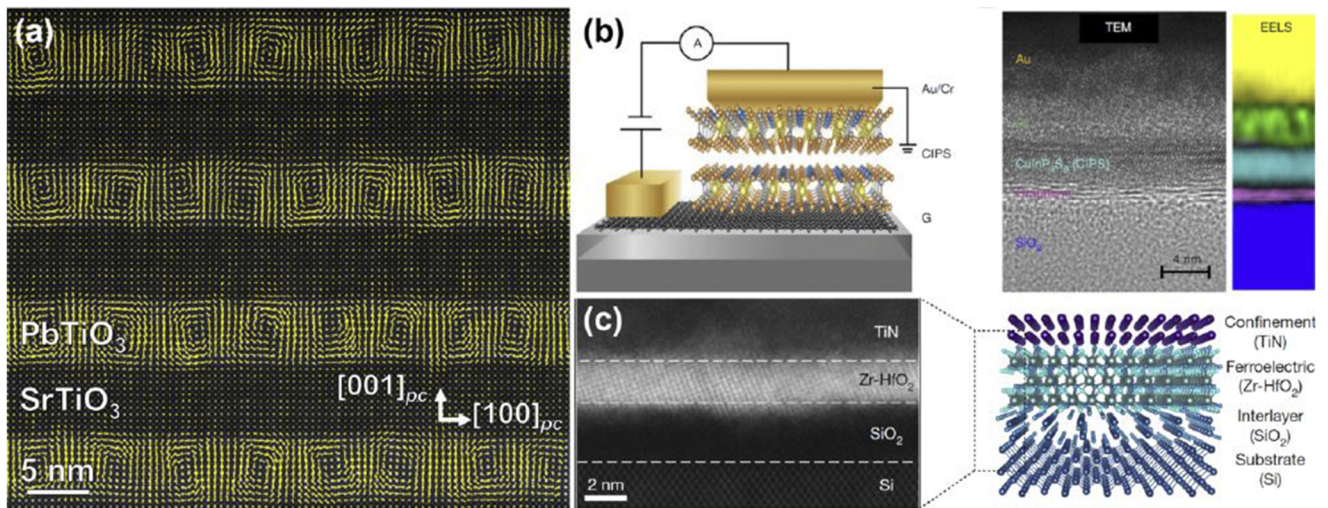 (a)
PbTiO₃
SrTiO₃
[001]pc
[100]pc
5 nm
(b)
A
Au/Cr
CIPS
G
TEM
EELS
Au
CuInP₂S₆ (CIPS)
SiO₂
4 nm
(c)
TiN
Zr-HfO₂
SiO₂
Si
2 nm
Confinement
(TiN)
Ferroelectric
(Zr-HfO₂)
Interlayer
(SiO₂)
Substrate
(Si)